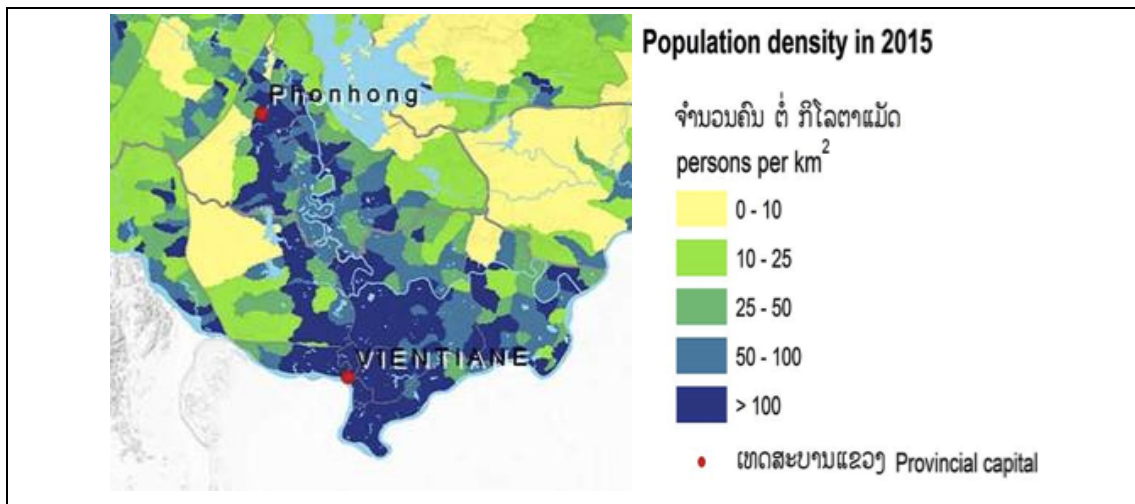 Phonhong
VIENTIANE
Population density in 2015
ຈຳນວນຄົນ ຕໍ່ ກິໂລຕາແມັດ
persons per km²
0 - 10
10 - 25
25 - 50
50 - 100
> 100
ເທດສະບານແຂວງ Provincial capital